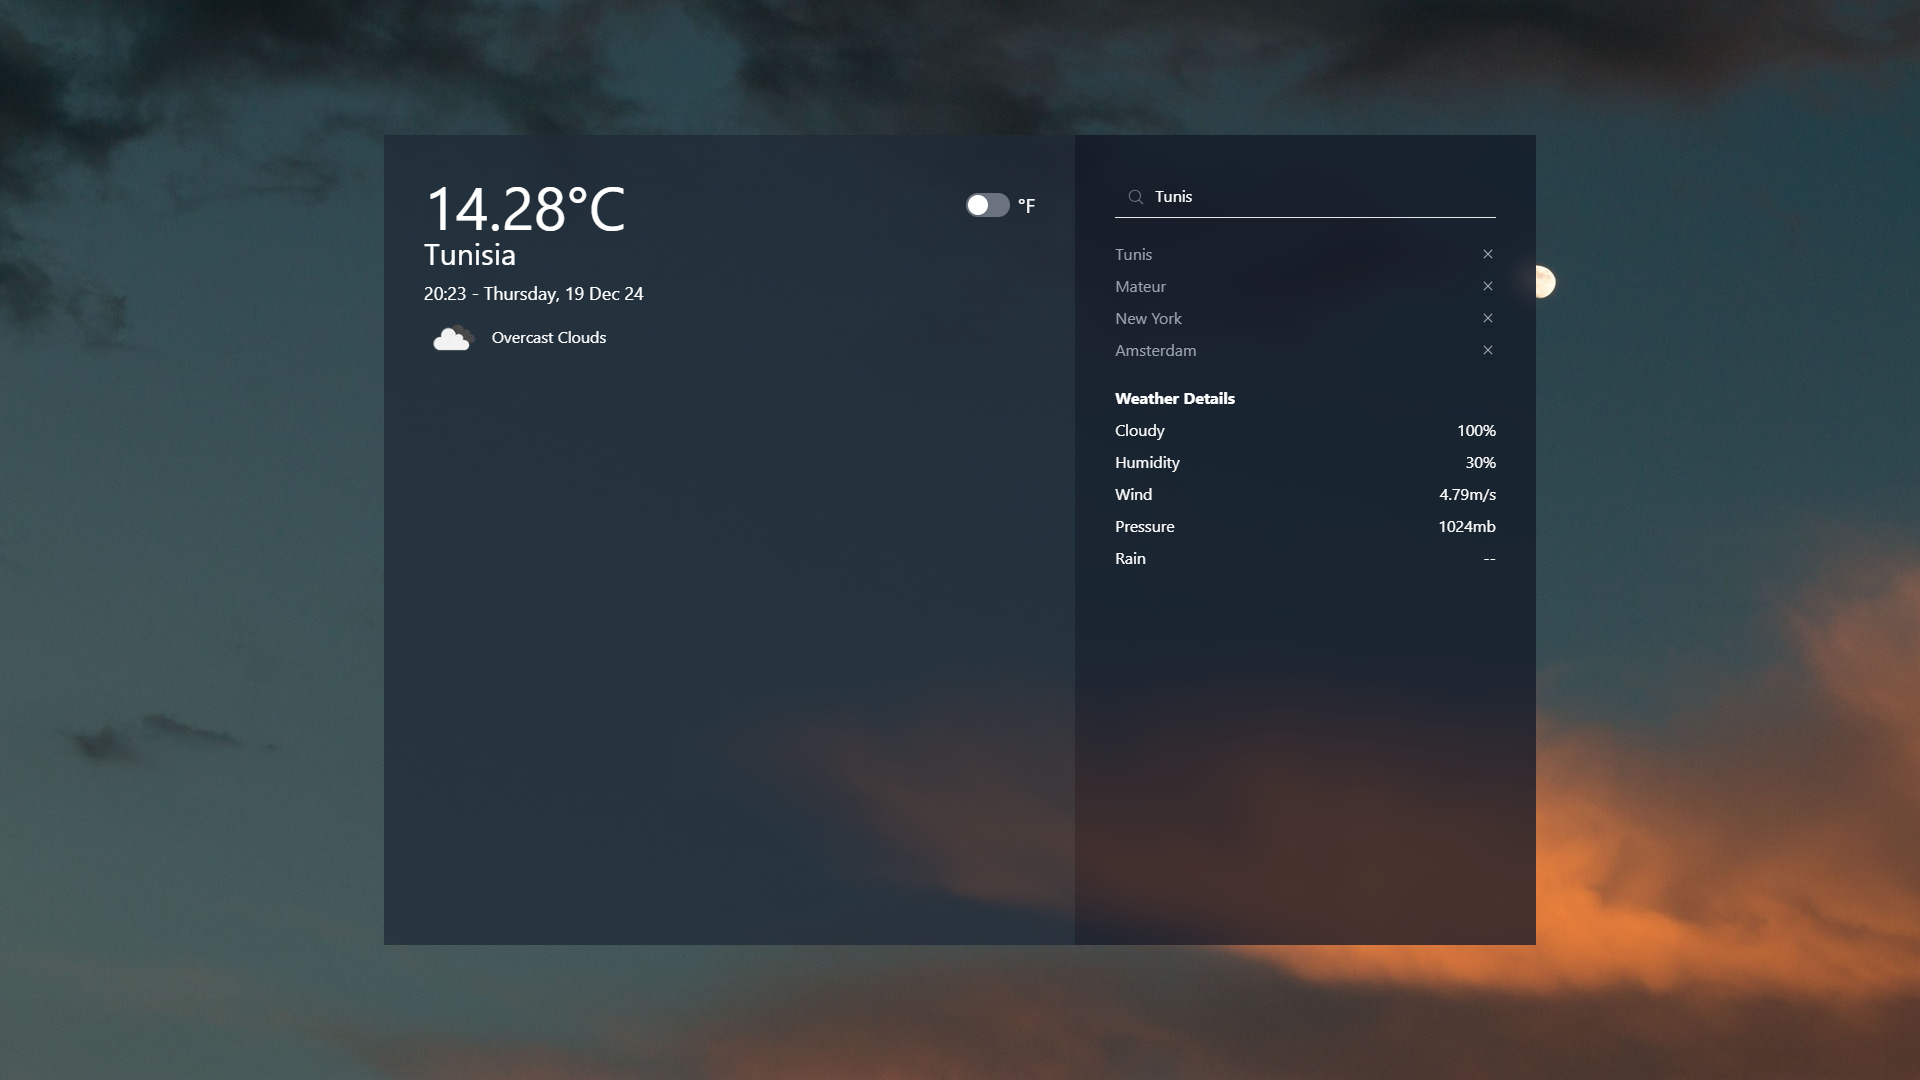 14.28°C
°F
Tunisia
20:23 - Thursday, 19 Dec 24
Overcast Clouds
Tunis
Tunis
Mateur
New York
Amsterdam
Weather Details
Cloudy 100%
Humidity 30%
Wind 4.79m/s
Pressure 1024mb
Rain --